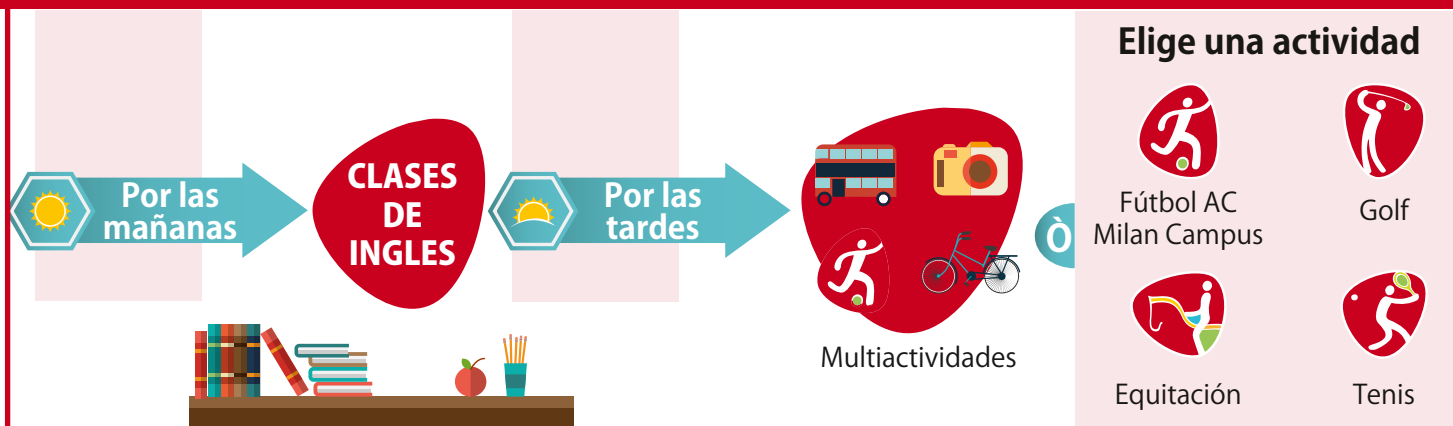 Por las
mañanas
CLASES
DE
INGLES
Por las
tardes
Multiactividades
Ò
Elige una actividad
Fútbol AC
Milan Campus
Golf
Equitación
Tenis